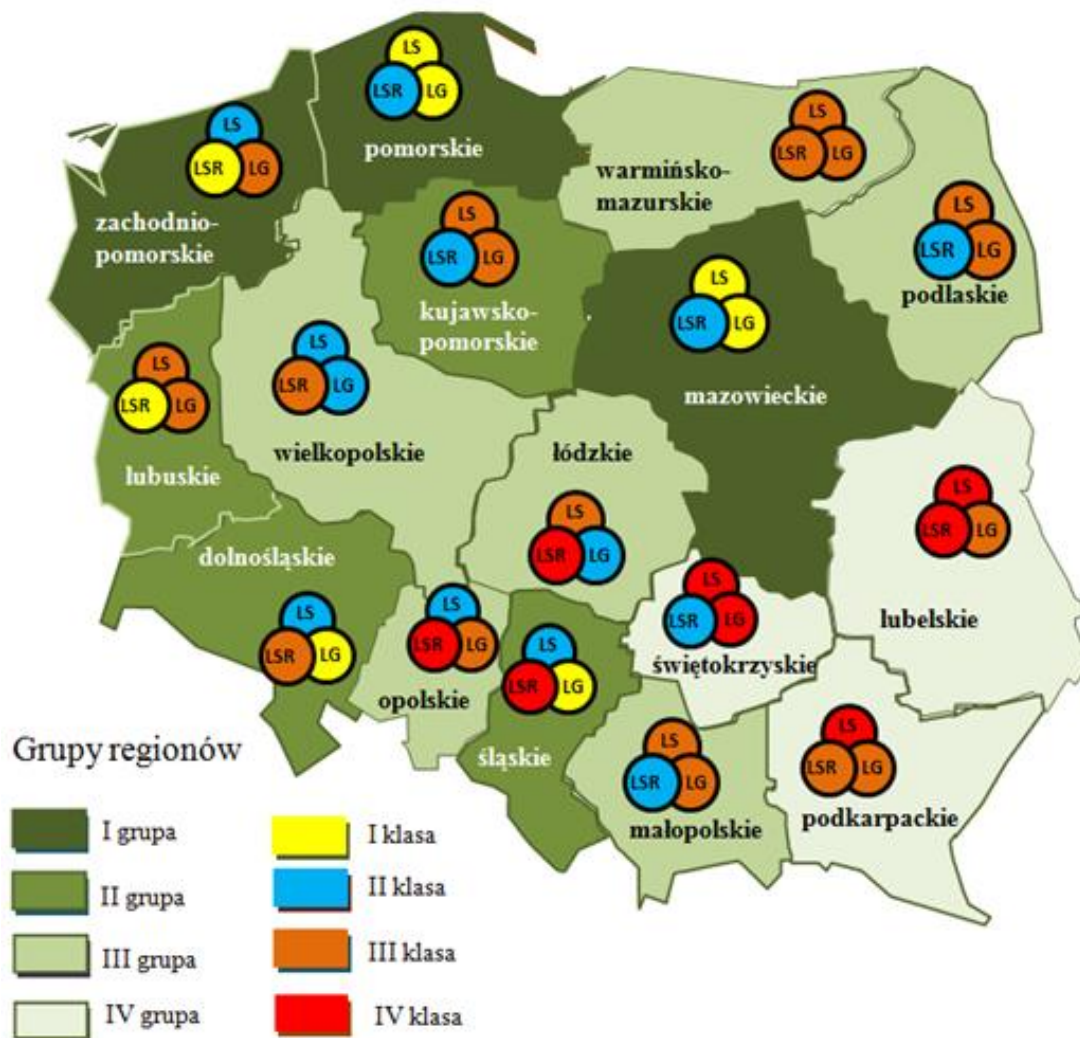 LS
LSR LG
pomorskie
LS
LSR LG
zachodnio-
pomorskie
LS
LSR LG
warmińsko-
mazurskie
LS
LSR LG
podlaskie
LS
LSR LG
kujawsko-
pomorskie
LS
LSR LG
mazowieckie
LS
LSR LG
wielkopolskie
LS
LSR LG
łubuskie
łódzkie
LS
LSR LG
LS
LSR LG
łubelskie
dolnośląskie
LS
LSR LG
LS
LSR LG
opolskie
LS
LSR LG
śląskie
LS
LSR LG
świętokrzyskie
LS
LSR LG
małopolskie
LS
LSR LG
podkarpackie
Grupy regionów
I grupa
II grupa
III grupa
IV grupa
I klasa
II klasa
III klasa
IV klasa